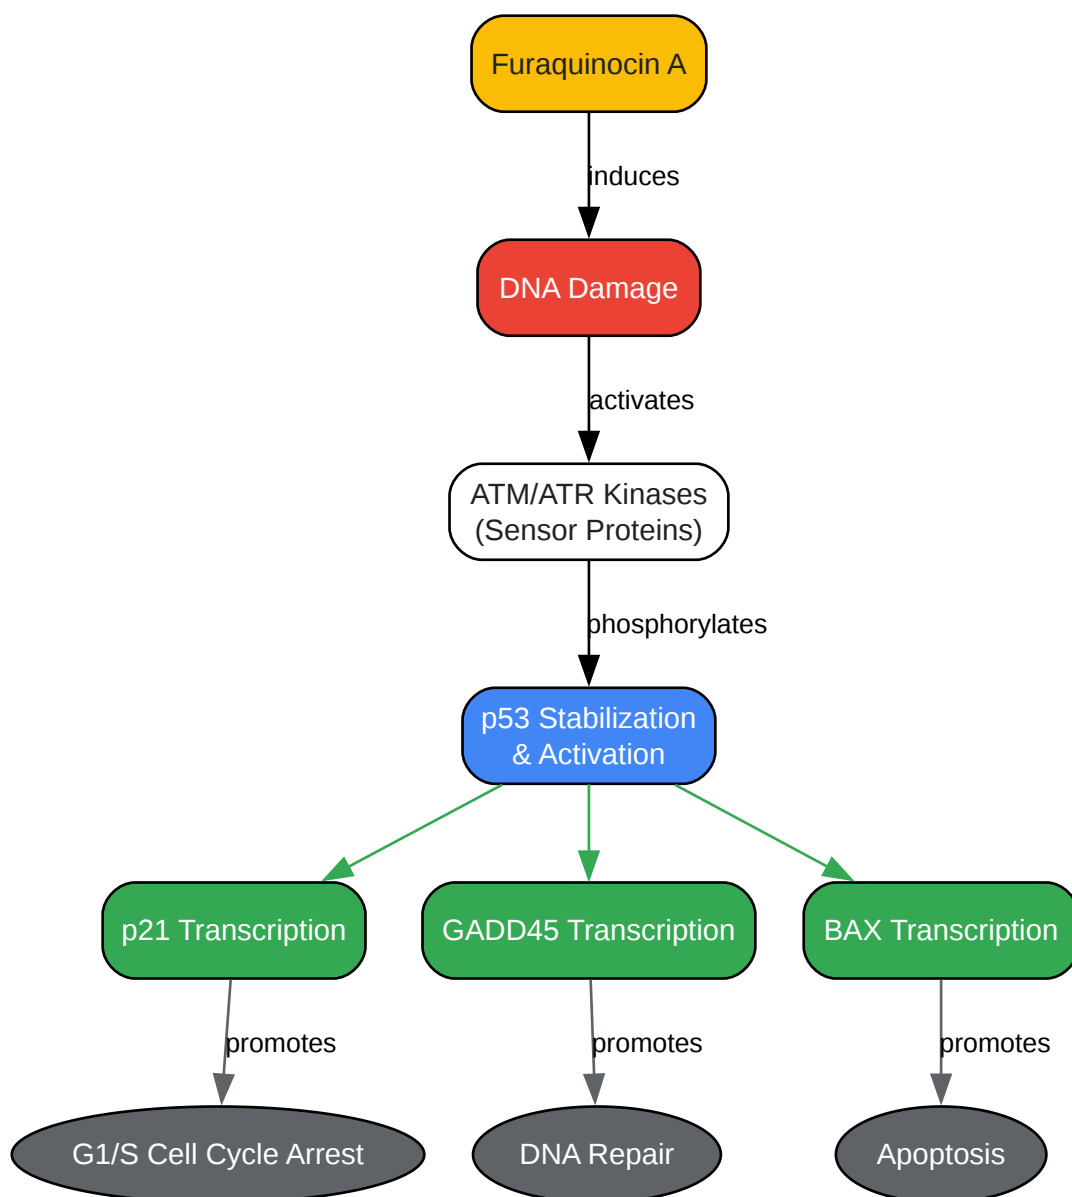 Furaquinocin A
induces
DNA Damage
activates
ATM/ATR Kinases
(Sensor Proteins)
phosphorylates
p53 Stabilization
& Activation
p21 Transcription
GADD45 Transcription
BAX Transcription
promotes
promotes
promotes
G1/S Cell Cycle Arrest
DNA Repair
Apoptosis